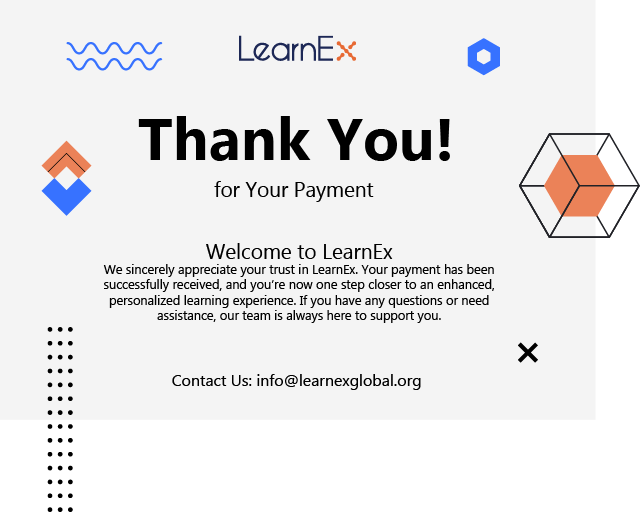 LearnEx
Thank You!
for Your Payment
Welcome to LearnEx
We sincerely appreciate your trust in LearnEx. Your payment has been
successfully received, and you’re now one step closer to an enhanced,
personalized learning experience. If you have any questions or need
assistance, our team is always here to support you.
Contact Us: info@learnexglobal.org